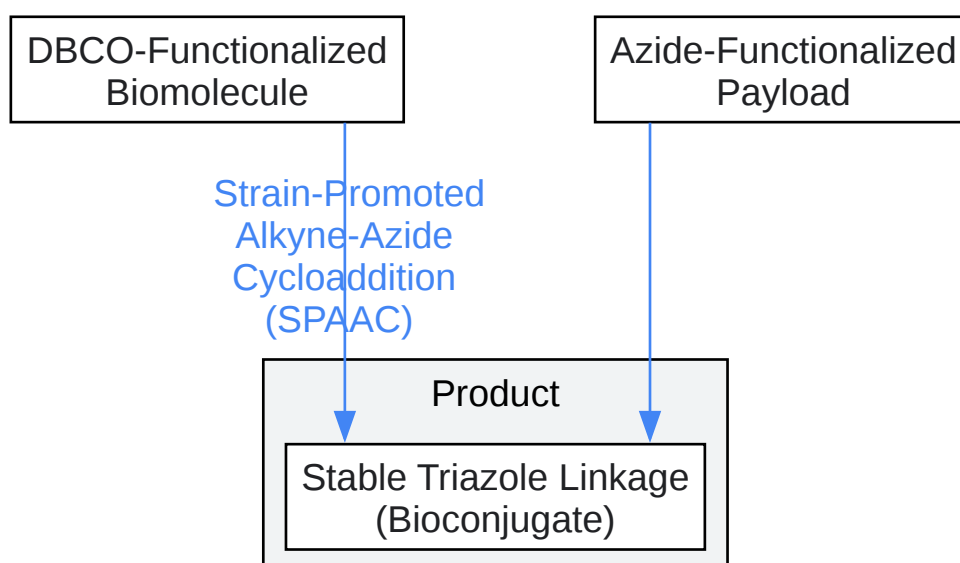 DBCO-Functionalized
Biomolecule
Azide-Functionalized
Payload
Strain-Promoted
Alkyne-Azide
Cycloaddition
(SPAAC)
Product
Stable Triazole Linkage
(Bioconjugate)